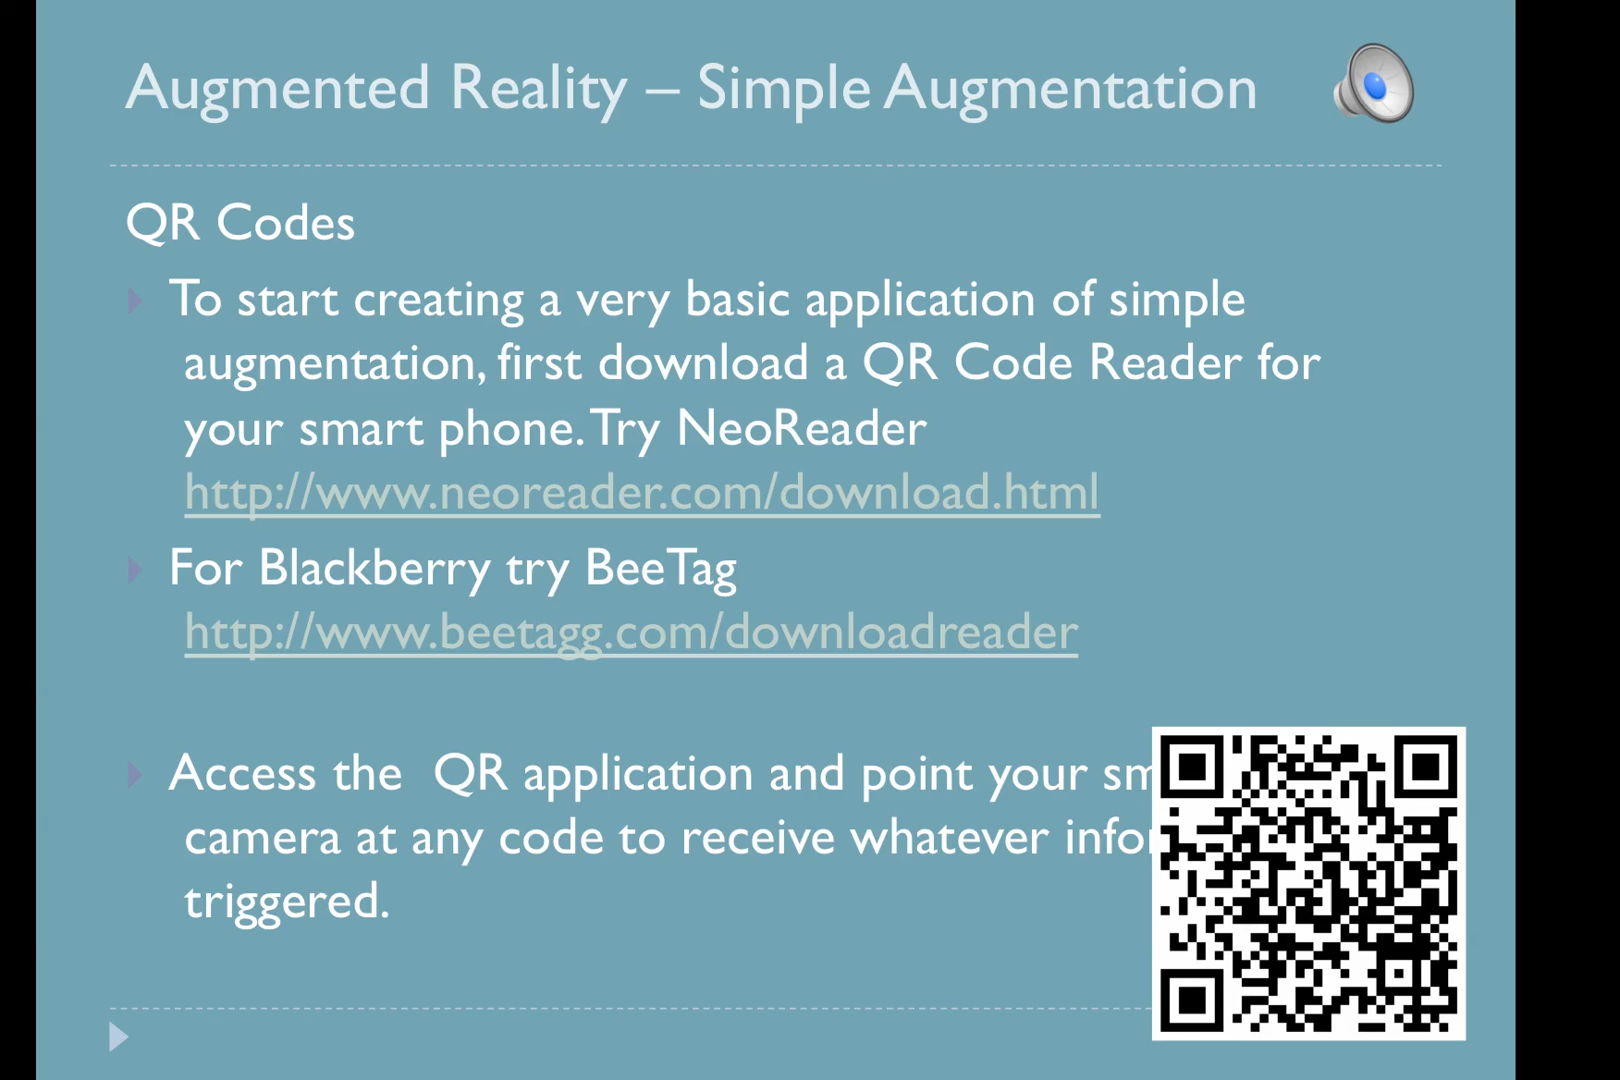 Augmented Reality – Simple Augmentation
QR Codes
To start creating a very basic application of simple
augmentation, first download a QR Code Reader for
your smart phone. Try NeoReader
http://www.neoreader.com/download.html
For Blackberry try BeeTag
http://www.beetagg.com/downloadreader
Access the QR application and point your
camera at any code to receive whatever
triggered.